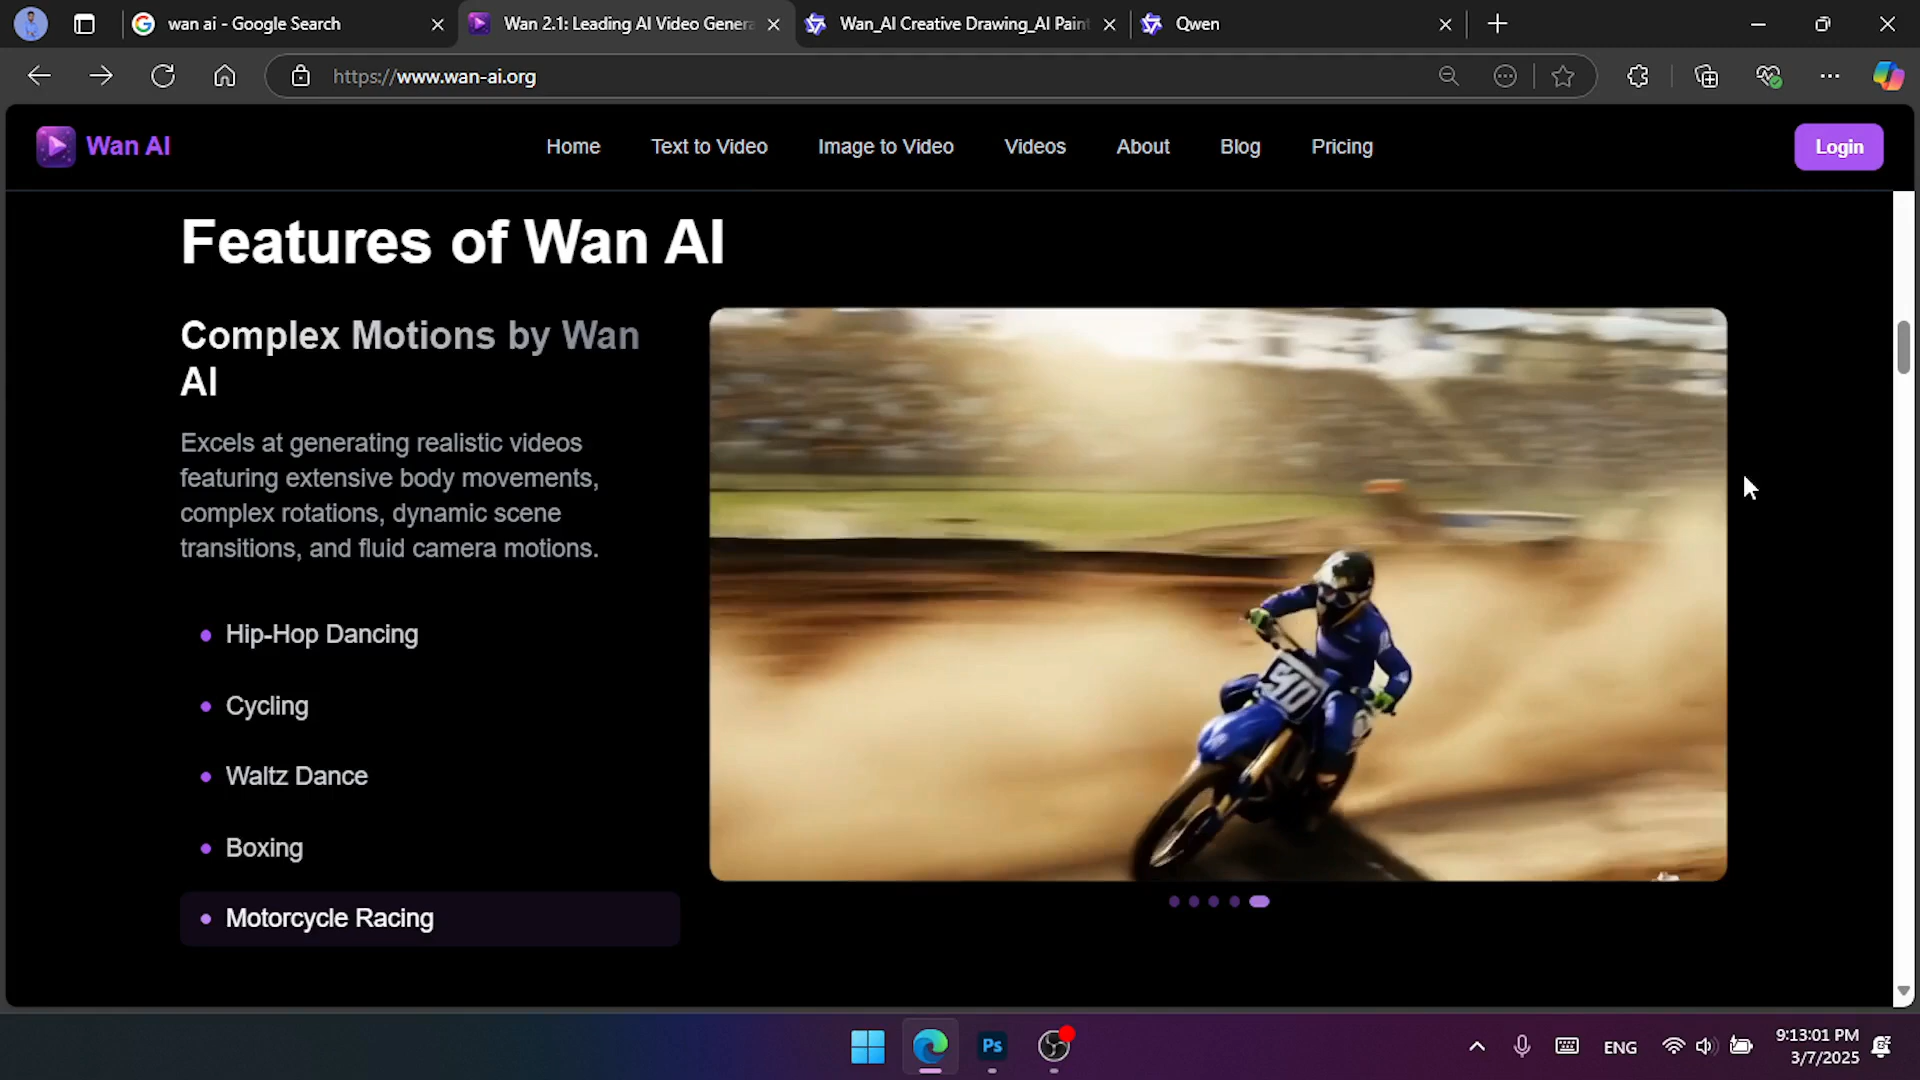 wan ai - Google Search
Wan 2.1: Leading AI Video Genera
Wan_AI Creative Drawing_AI Paint
Qwen
https://www.wan-ai.org
Wan AI
Home
Text to Video
Image to Video
Videos
About
Blog
Pricing
Login
Features of Wan AI
Complex Motions by Wan
AI
Excels at generating realistic videos
featuring extensive body movements,
complex rotations, dynamic scene
transitions, and fluid camera motions.
Hip-Hop Dancing
Cycling
Waltz Dance
Boxing
Motorcycle Racing
Ps
ENG
9:13:01 PM
3/7/2025